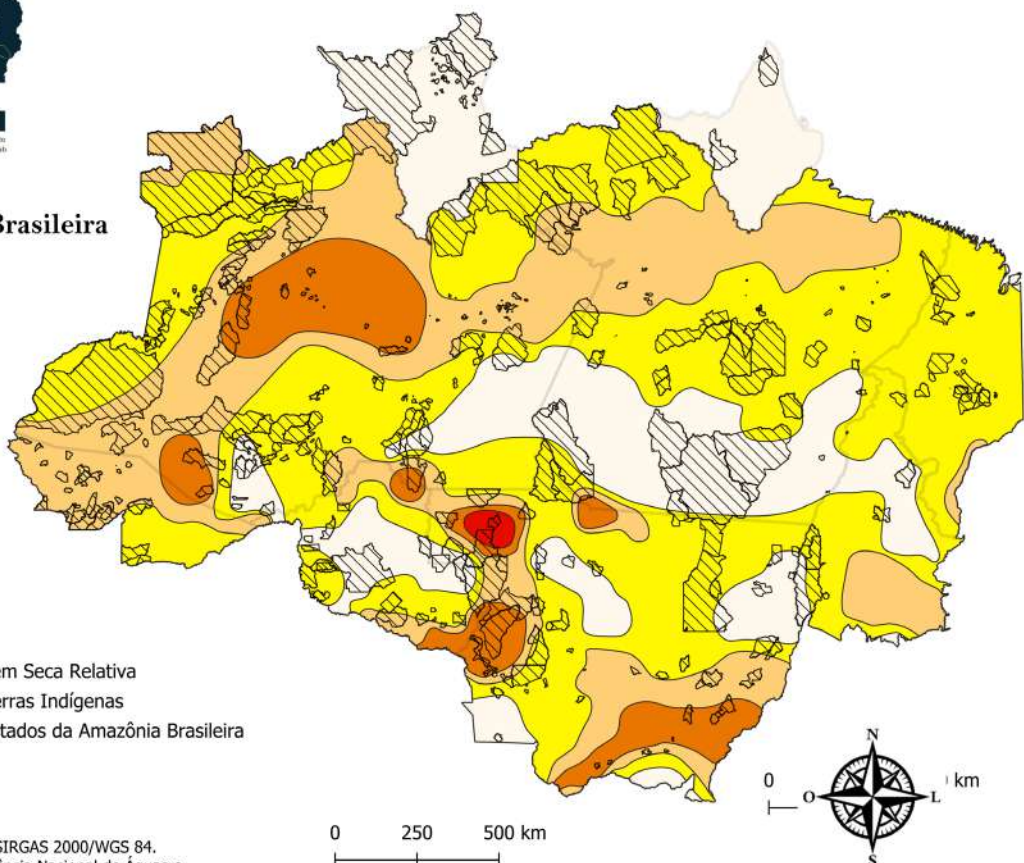 Brasileira
em Seca Relativa
erras Indígenas
tados da Amazônia Brasileira
N
O
L
S
0 km
0 250 500 km
SIRGAS 2000/WGS 84.